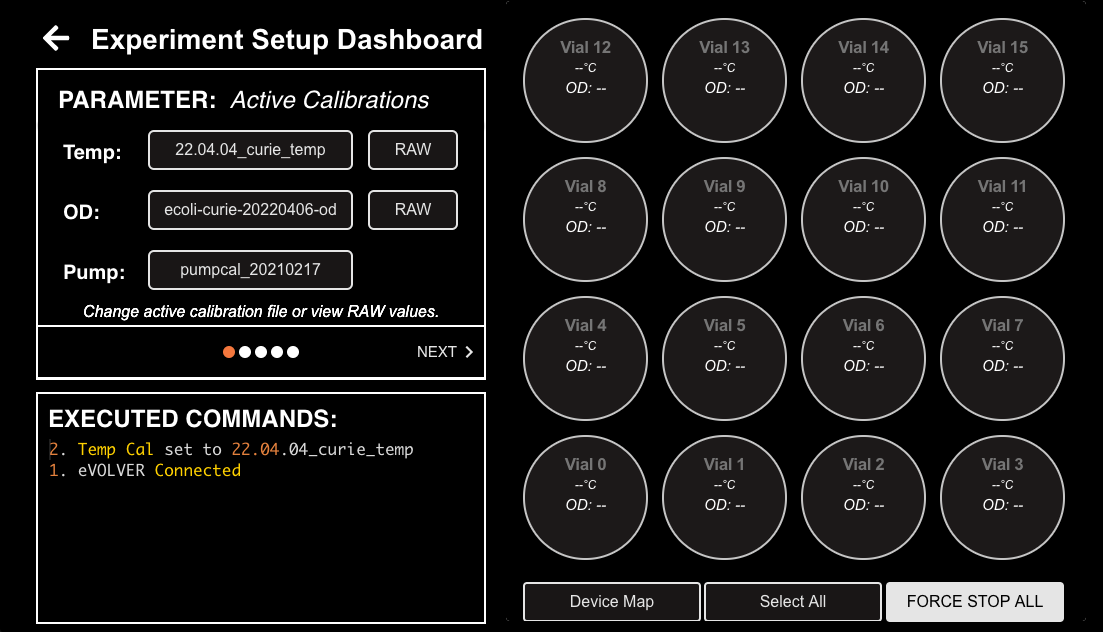 Experiment Setup Dashboard
PARAMETER: Active Calibrations
Temp: 22.04.04_curie_temp RAW
OD: ecoli-curie-20220406-od RAW
Pump: pumpcal_20210217
Change active calibration file or view RAW values.
NEXT
EXECUTED COMMANDS:
2. Temp Cal set to 22.04.04_curie_temp
1. eVOLVER Connected
Vial 12 Vial 13 Vial 14 Vial 15
--°C --°C --°C --°C
OD: -- OD: -- OD: -- OD: --
Vial 8 Vial 9 Vial 10 Vial 11
--°C --°C --°C --°C
OD: -- OD: -- OD: -- OD: --
Vial 4 Vial 5 Vial 6 Vial 7
--°C --°C --°C --°C
OD: -- OD: -- OD: -- OD: --
Vial 0 Vial 1 Vial 2 Vial 3
--°C --°C --°C --°C
OD: -- OD: -- OD: -- OD: --
Device Map Select All FORCE STOP ALL